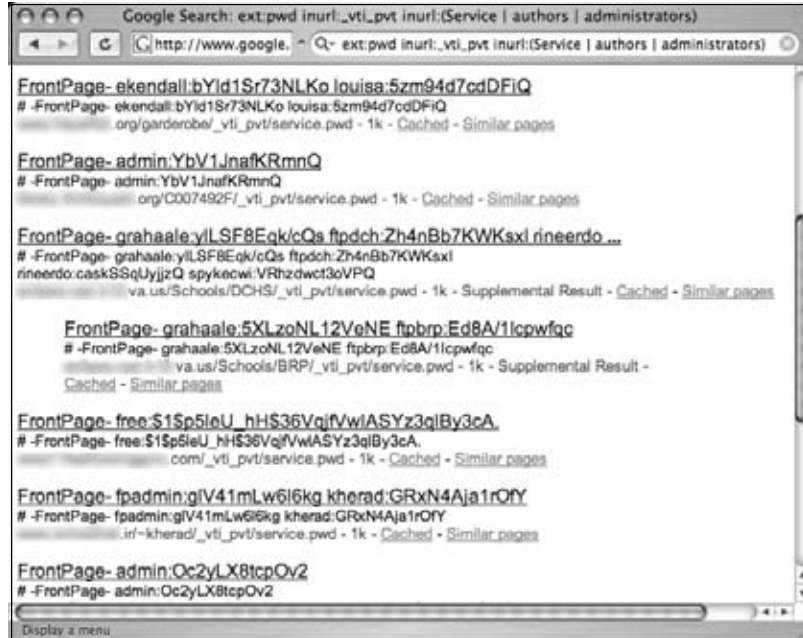 Google Search: ext:pwd inurl:_vti_pvt inurl:(Service | authors | administrators)
http://www.google. ext:pwd inurl:_vti_pvt inurl:(Service | authors | administrators)
FrontPage- ekendall:bYld1Sr73NLKo louisa:5zm94d7cdDFiQ
# -FrontPage- ekendall:bYld1Sr73NLKo louisa:5zm94d7cdDFiQ
.org/garderobe/_vti_pvt/service.pwd - 1k - Cached - Similar pages
FrontPage- admin:YbV1JnafKRmnQ
# -FrontPage- admin:YbV1JnafKRmnQ
.org/C007492F/_vti_pvt/service.pwd - 1k - Cached - Similar pages
FrontPage- grahaale:yILSF8Eqk/cQs ftpdch:Zh4nBb7KWKsxI rineerdo ...
# -FrontPage- grahaale:yILSF8Eqk/cQs ftpdch:Zh4nBb7KWKsxI
rineerdo:caskSSqUyjjzQ spykecwi:VRhzdwct3oVPQ
va.us/Schools/DCHS/_vti_pvt/service.pwd - 1k - Supplemental Result - Cached - Similar pages
FrontPage- grahaale:5XLzoNL12VeNE ftpbrp:Ed8A/1lcpwfqc
# -FrontPage- grahaale:5XLzoNL12VeNE ftpbrp:Ed8A/1lcpwfqc
va.us/Schools/BRP/_vti_pvt/service.pwd - 1k - Supplemental Result -
Cached - Similar pages
FrontPage- free:$1$p5leU_hH$36VqjfVwlASYz3qlBy3cA.
# -FrontPage- free:$1$p5leU_hH$36VqjfVwlASYz3qlBy3cA.
.com/_vti_pvt/service.pwd - 1k - Cached - Similar pages
FrontPage- fpadmin:glV41mLw6l6kg kherad:GRxN4Aja1rOfY
# -FrontPage- fpadmin:glV41mLw6l6kg kherad:GRxN4Aja1rOfY
.ir/~kherad/_vti_pvt/service.pwd - 1k - Cached - Similar pages
FrontPage- admin:Oc2yLX8tcpOv2
# -FrontPage- admin:Oc2yLX8tcpOv2
Display a menu